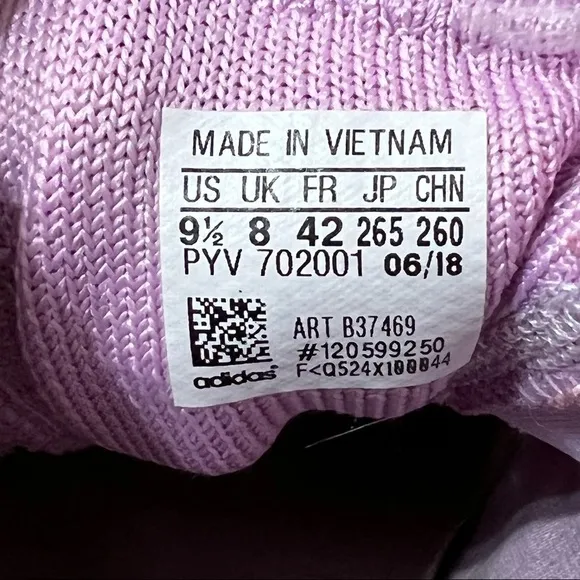 MADE IN VIETNAM
US UK FR JP CHN
9½ 8 42 265 260
PYV 702001 06/18
ART B37469
#120599250
F<Q524X100044
adidas